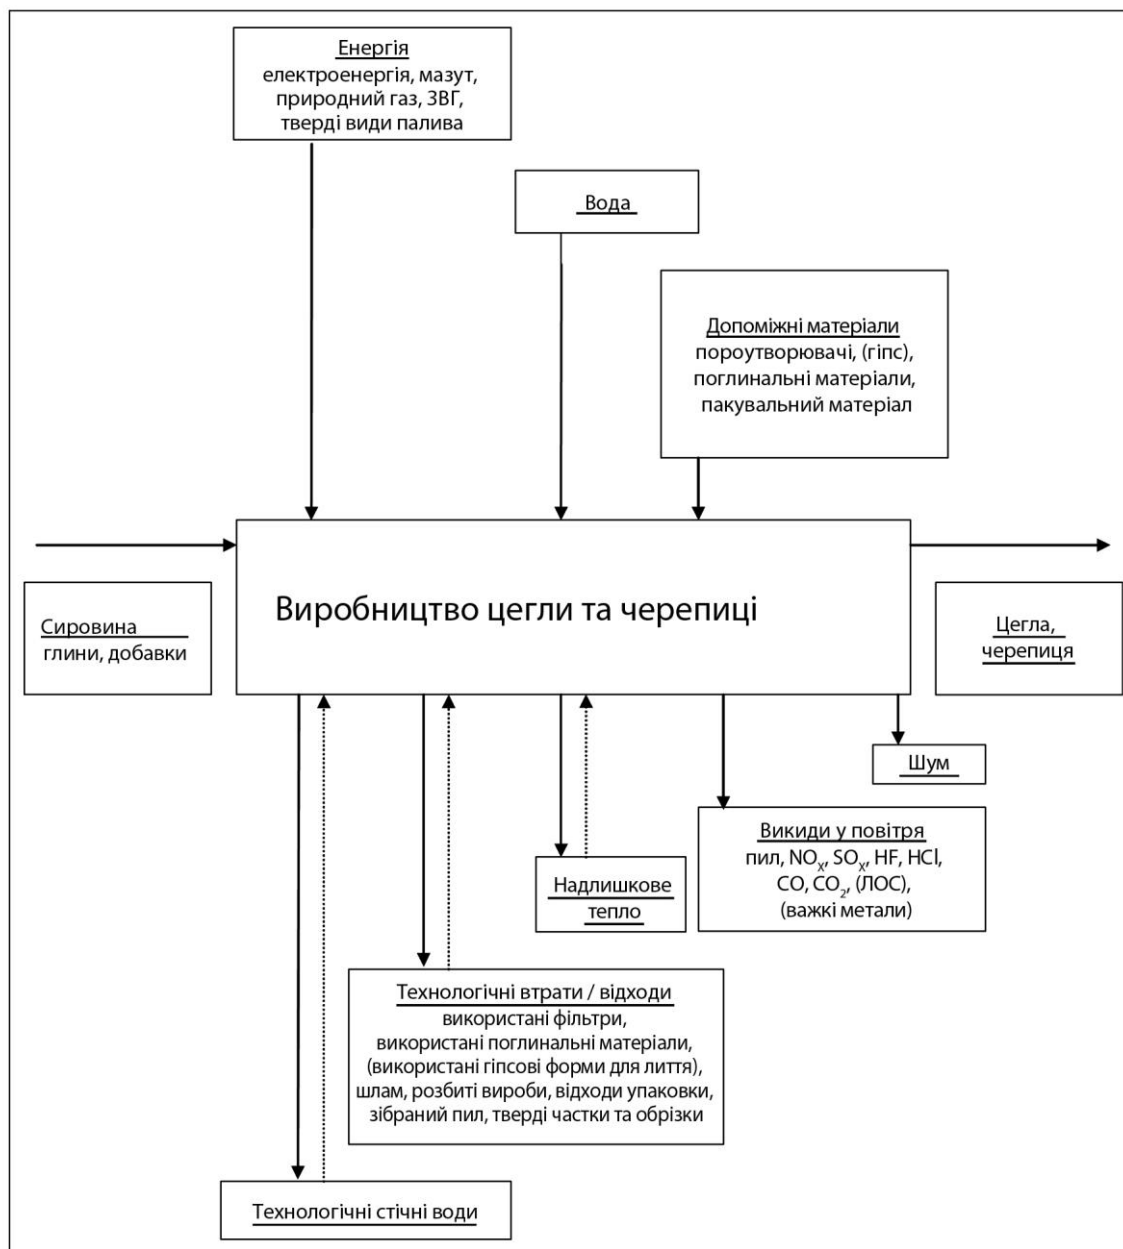 Енергія
електроенергія, мазут,
природний газ, ЗВГ,
тверді види палива
Вода
Допоміжні матеріали
пороутворювачі, (гіпс),
поглинальні матеріали,
пакувальний матеріал
Виробництво цегли та черепиці
Сировина
глини, добавки
Цегла,
черепиця
Шум
Викиди у повітря
пил, NOX, SOX, HF, HCl,
CO, CO2, (ЛОС),
(важкі метали)
Надлишкове
тепло
Технологічні втрати / відходи
використані фільтри,
використані поглинальні матеріали,
(використані гіпсові форми для лиття),
шлам, розбиті вироби, відходи упаковки,
зібраний пил, тверді частки та обрізки
Технологічні стічні води